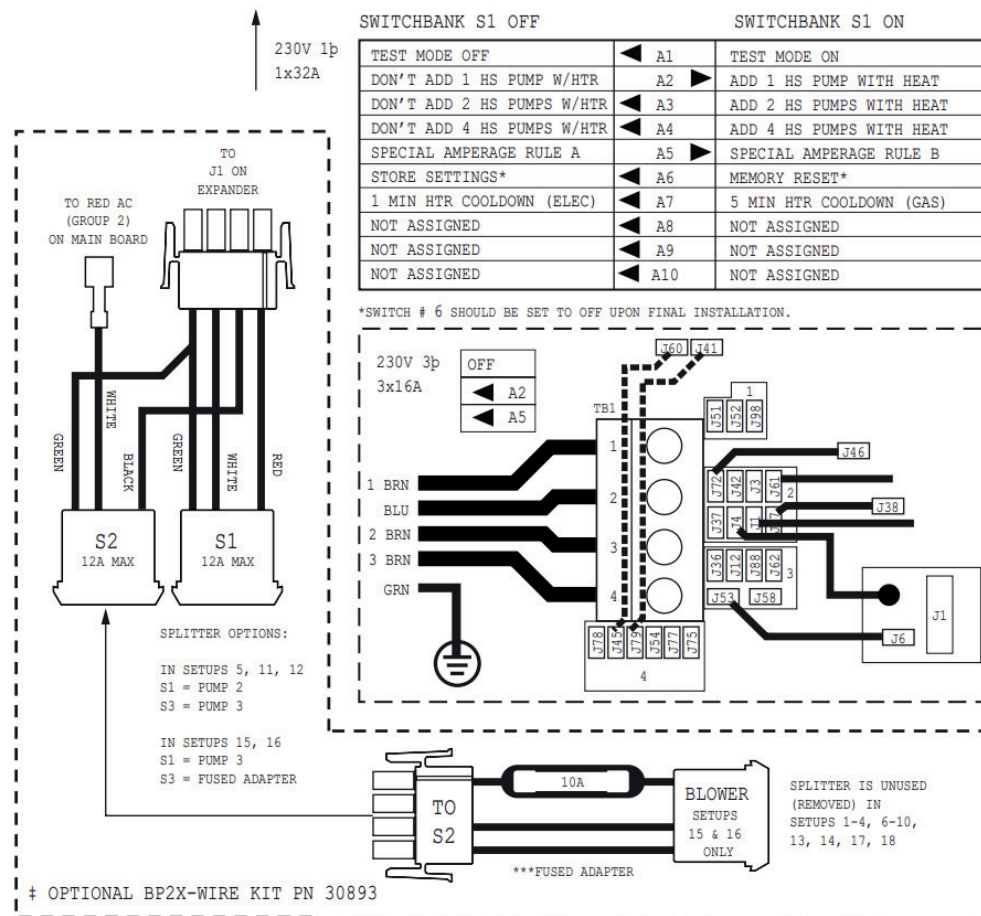 230V 1þ
1x32A
SWITCHBANK S1 OFF SWITCHBANK S1 ON
TEST MODE OFF A1 TEST MODE ON
DON'T ADD 1 HS PUMP W/HTR A2 ADD 1 HS PUMP WITH HEAT
DON'T ADD 2 HS PUMPS W/HTR A3 ADD 2 HS PUMPS WITH HEAT
DON'T ADD 4 HS PUMPS W/HTR A4 ADD 4 HS PUMPS WITH HEAT
SPECIAL AMPERAGE RULE A A5 SPECIAL AMPERAGE RULE B
STORE SETTINGS* A6 MEMORY RESET*
1 MIN HTR COOLDOWN (ELEC) A7 5 MIN HTR COOLDOWN (GAS)
NOT ASSIGNED A8 NOT ASSIGNED
NOT ASSIGNED A9 NOT ASSIGNED
NOT ASSIGNED A10 NOT ASSIGNED
*SWITCH # 6 SHOULD BE SET TO OFF UPON FINAL INSTALLATION.
TO
J1 ON
EXPANDER
TO RED AC
(GROUP 2)
ON MAIN BOARD
GREEN
WHITE
BLACK
GREEN
WHITE
RED
S2
12A MAX
S1
12A MAX
SPLITTER OPTIONS:
IN SETUPS 5, 11, 12
S1 = PUMP 2
S3 = PUMP 3
IN SETUPS 15, 16
S1 = PUMP 3
S3 = FUSED ADAPTER
230V 3þ
3x16A
OFF
A2
A5
J60 J41
TB1
1
2
3
4
1 BRN
BLU
2 BRN
3 BRN
GRN
1
J51 J52 J98
J46
J72 J42 J3 J61
2
J38
J37 J4 J1
J36 J12 J88 J62
3
J53 J58
J6
J1
J78 J45 J79 J54 J77 J75
4
TO
S2
10A
BLOWER
SETUPS
15 & 16
ONLY
***FUSED ADAPTER
SPLITTER IS UNUSED
(REMOVED) IN
SETUPS 1-4, 6-10,
13, 14, 17, 18
‡ OPTIONAL BP2X-WIRE KIT PN 30893